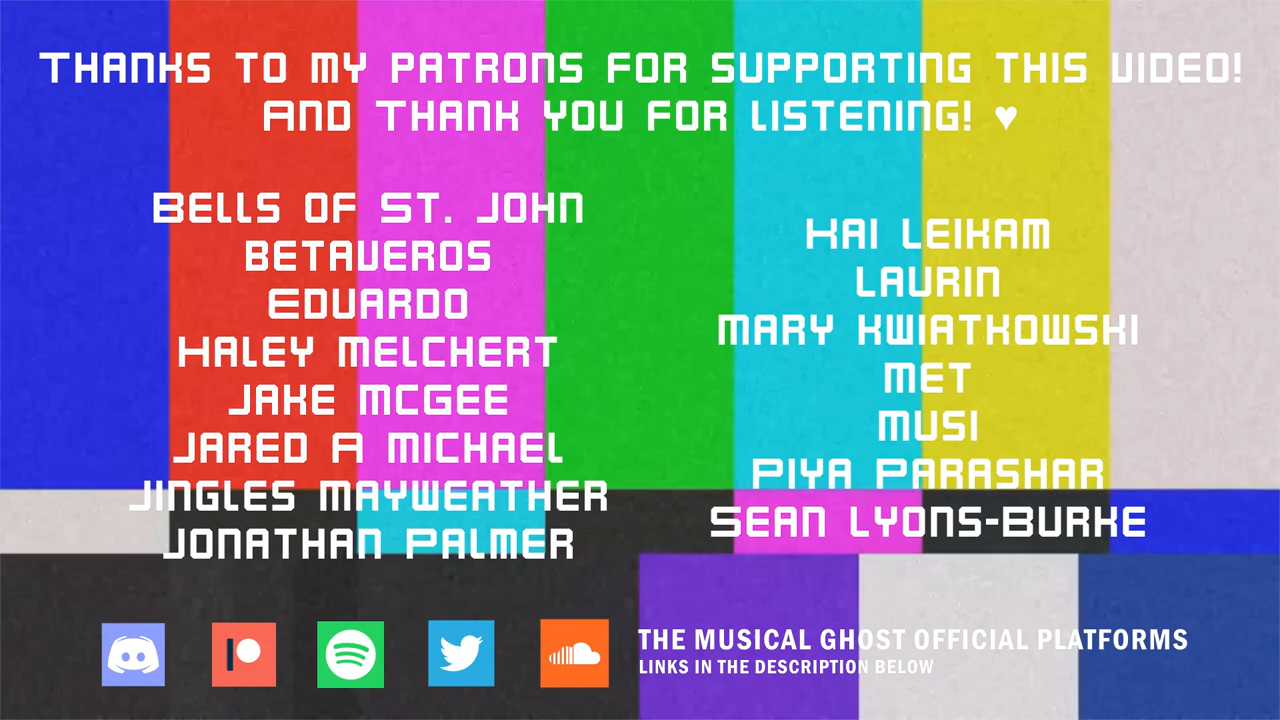 THANKS TO MY PATRONS FOR SUPPORTING THIS VIDEO!
AND THANK YOU FOR LISTENING! ♥
BELLS OF ST. JOHN
BETAVEROS
EDUARDO
HALEY MELCHERT
JAKE MCGEE
JARED A MICHAEL
JINGLES MAYWEATHER
JONATHAN PALMER
KAI LEIKAM
LAURIN
MARY KWIATKOWSKI
MET
MUSI
PIYA PARASHAR
SEAN LYONS-BURKE
THE MUSICAL GHOST OFFICIAL PLATFORMS
LINKS IN THE DESCRIPTION BELOW